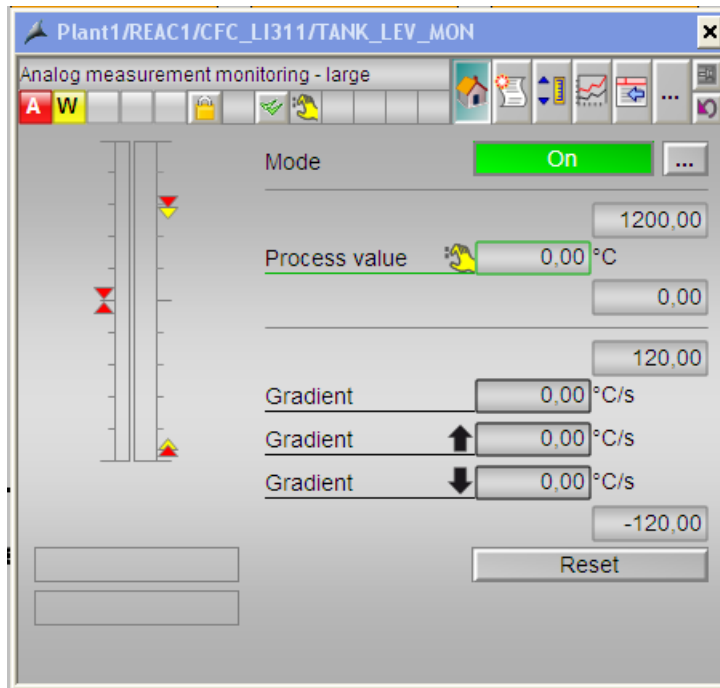 Plant1/REAC1/CFC_LI311/TANK_LEV_MON
Analog measurement monitoring - large
...
A W
Mode On ...
1200,00
Process value 0,00 °C
0,00
120,00
Gradient 0,00 °C/s
Gradient 0,00 °C/s
Gradient 0,00 °C/s
-120,00
Reset